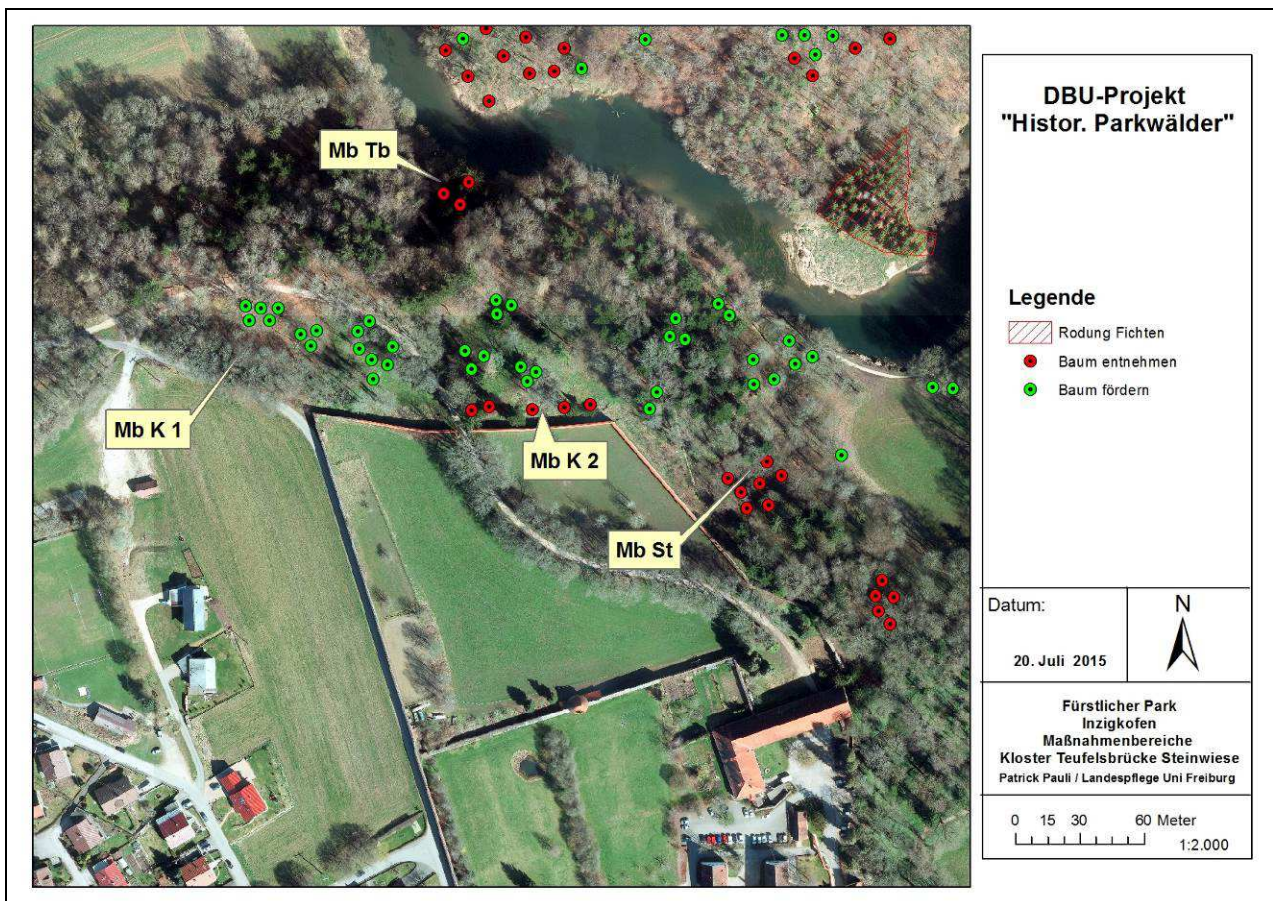 Mb Tb
Mb K 1
Mb K 2
Mb St
DBU-Projekt
"Histor. Parkwälder"
Legende
Rodung Fichten
Baum entnehmen
Baum fördern
Datum:
20. Juli 2015
N
Fürstlicher Park
Inzigkofen
Maßnahmenbereiche
Kloster Teufelsbrücke Steinwiese
Patrick Pauli / Landespflege Uni Freiburg
0 15 30 60 Meter
1:2.000